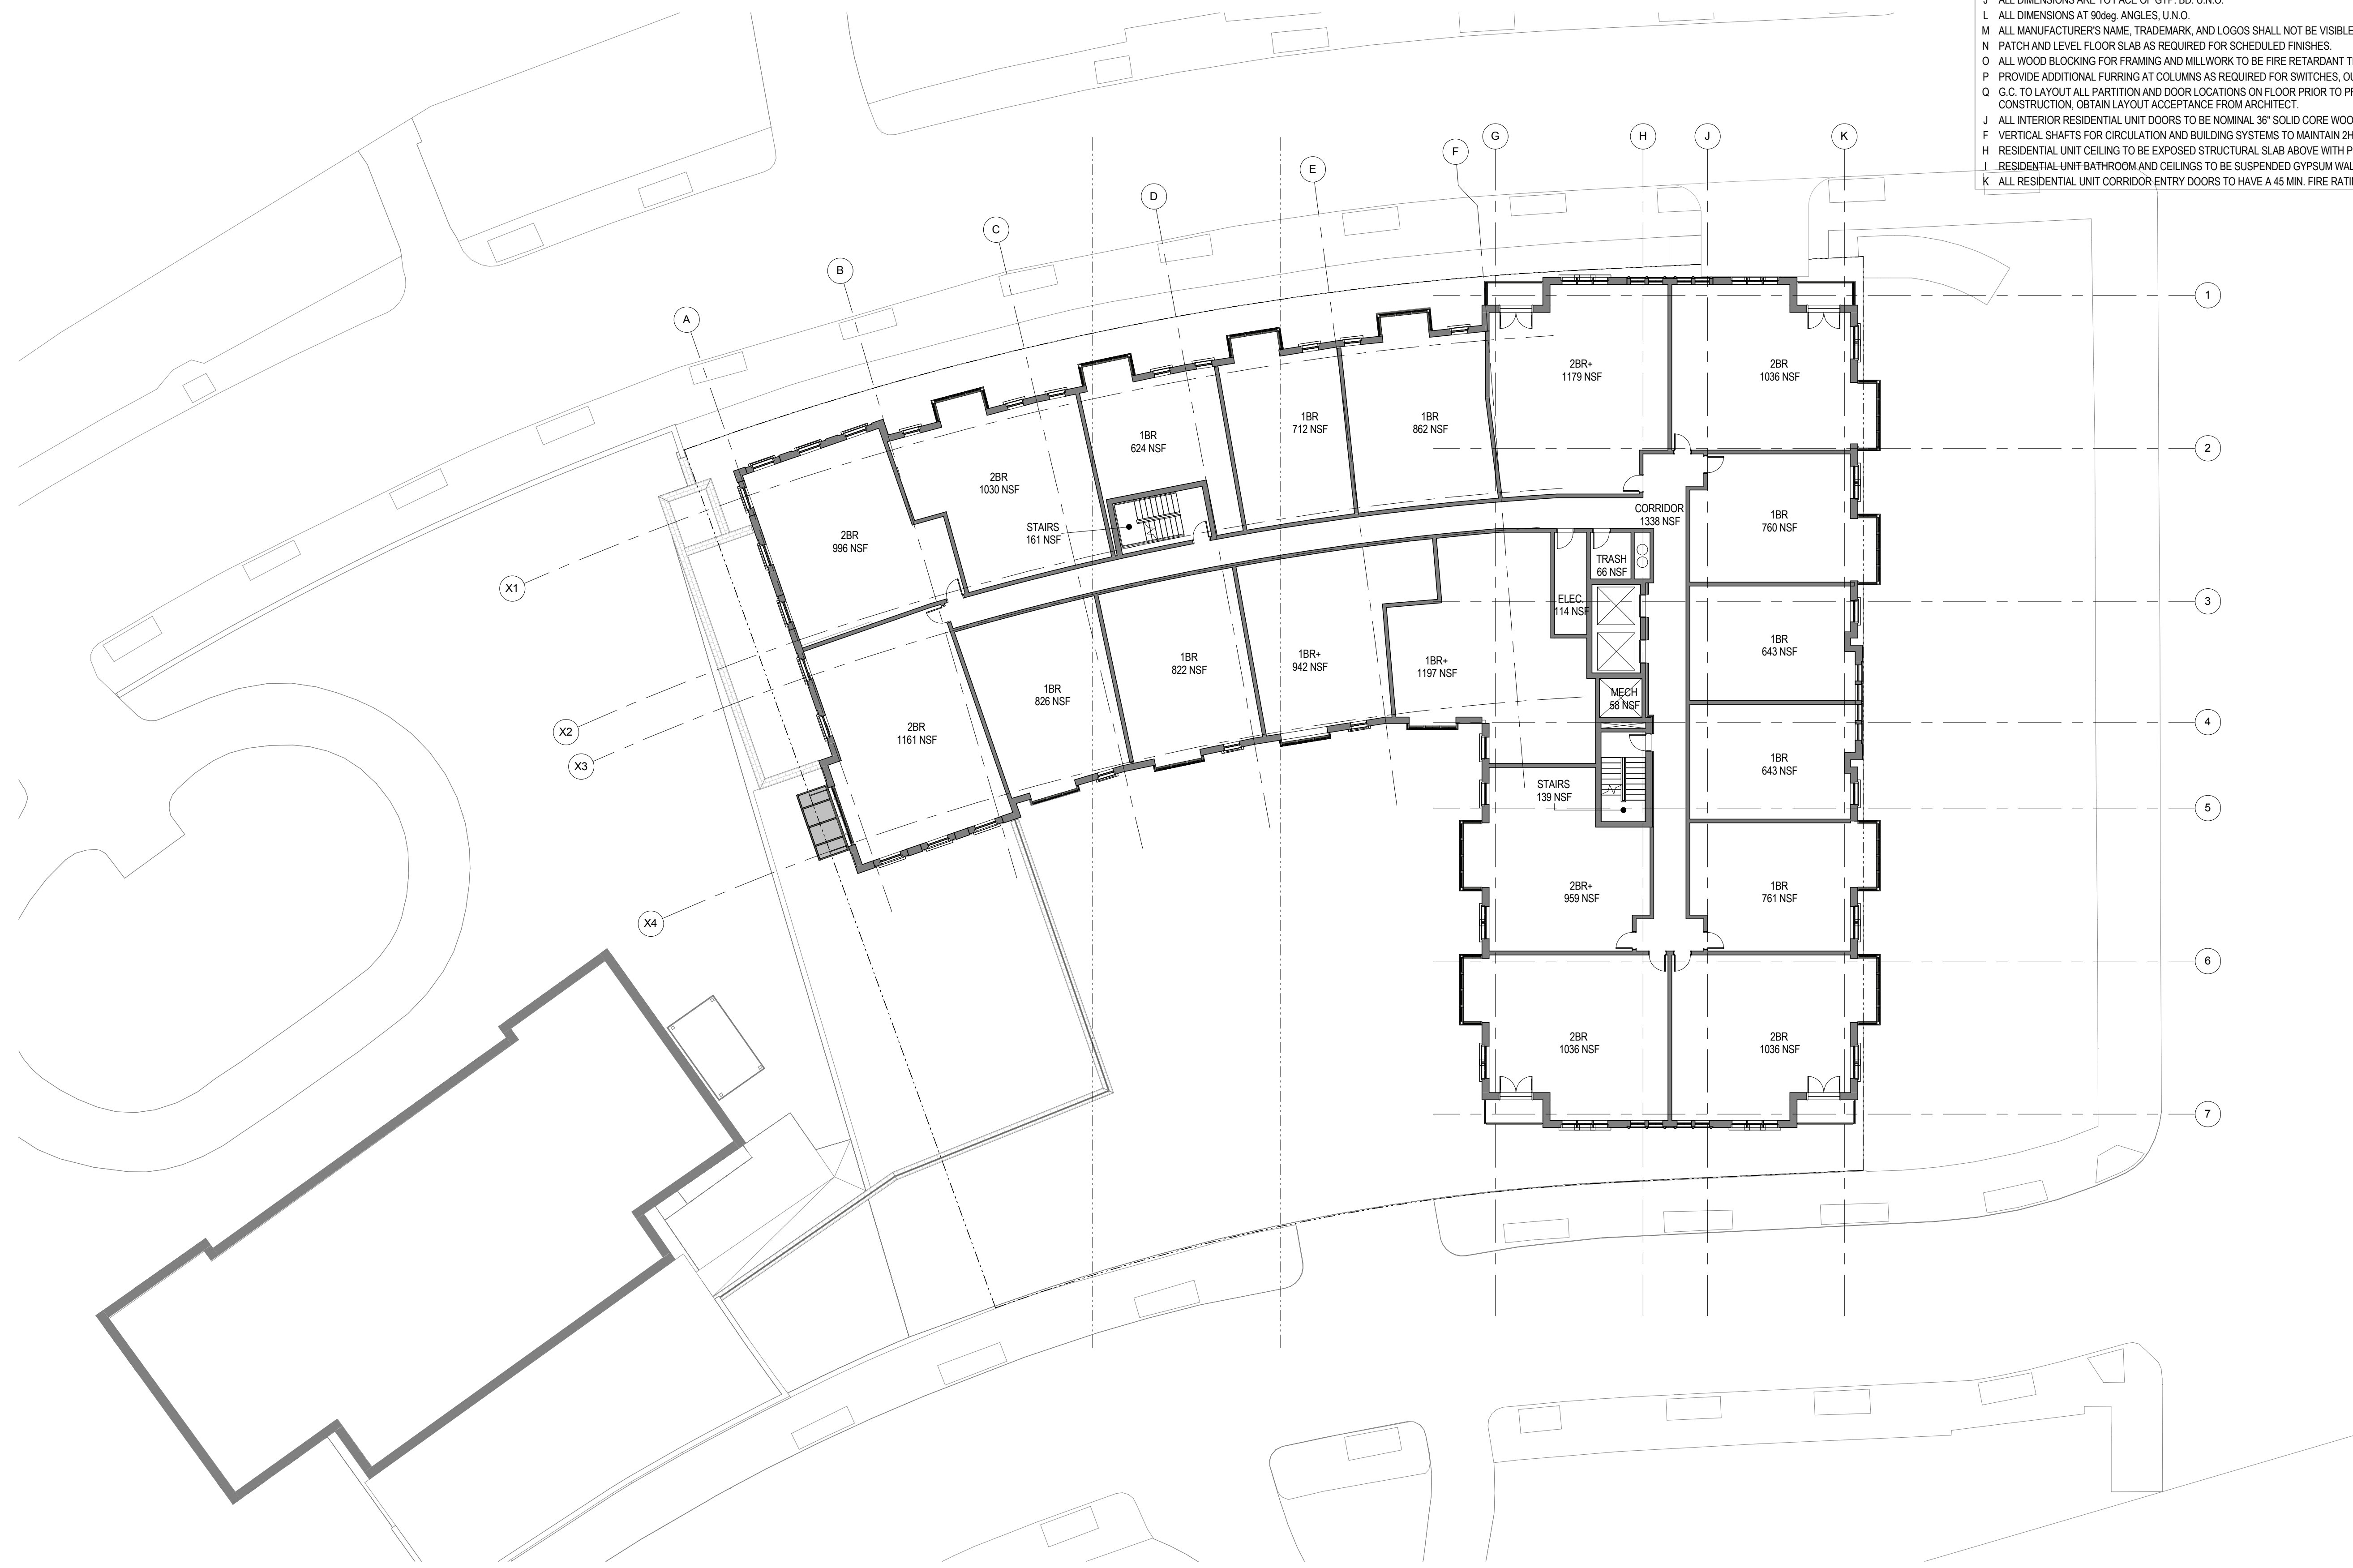 J ALL DIMENSIONS ARE TO FACE OF GYP. BD. U.N.O.
L ALL DIMENSIONS AT 90deg. ANGLES, U.N.O.
M ALL MANUFACTURER'S NAME, TRADEMARK, AND LOGOS SHALL NOT BE VISIBLE
N PATCH AND LEVEL FLOOR SLAB AS REQUIRED FOR SCHEDULED FINISHES.
O ALL WOOD BLOCKING FOR FRAMING AND MILLWORK TO BE FIRE RETARDANT
P PROVIDE ADDITIONAL FURRING AT COLUMNS AS REQUIRED FOR SWITCHES,
Q G.C. TO LAYOUT ALL PARTITION AND DOOR LOCATIONS ON FLOOR PRIOR TO
CONSTRUCTION, OBTAIN LAYOUT ACCEPTANCE FROM ARCHITECT.
J ALL INTERIOR RESIDENTIAL UNIT DOORS TO BE NOMINAL 36" SOLID CORE
F VERTICAL SHAFTS FOR CIRCULATION AND BUILDING SYSTEMS TO MAINTAIN
H RESIDENTIAL UNIT CEILING TO BE EXPOSED STRUCTURAL SLAB ABOVE WITH
I RESIDENTIAL UNIT BATHROOM AND CEILINGS TO BE SUSPENDED GYPSUM
K ALL RESIDENTIAL UNIT CORRIDOR ENTRY DOORS TO HAVE A 45 MIN. FIRE
G
H
J
K
F
E
D
C
B
A
1
2
3
4
5
6
7
X1
X2
X3
X4
2BR+
1179 NSF
2BR
1036 NSF
1BR
712 NSF
1BR
862 NSF
1BR
624 NSF
2BR
1030 NSF
2BR
996 NSF
STAIRS
161 NSF
CORRIDOR
1338 NSF
1BR
760 NSF
TRASH
66 NSF
ELEC.
114 NSF
1BR
643 NSF
1BR+
942 NSF
1BR+
1197 NSF
1BR
822 NSF
1BR
826 NSF
2BR
1161 NSF
MECH
58 NSF
1BR
643 NSF
STAIRS
139 NSF
2BR+
959 NSF
1BR
761 NSF
2BR
1036 NSF
2BR
1036 NSF